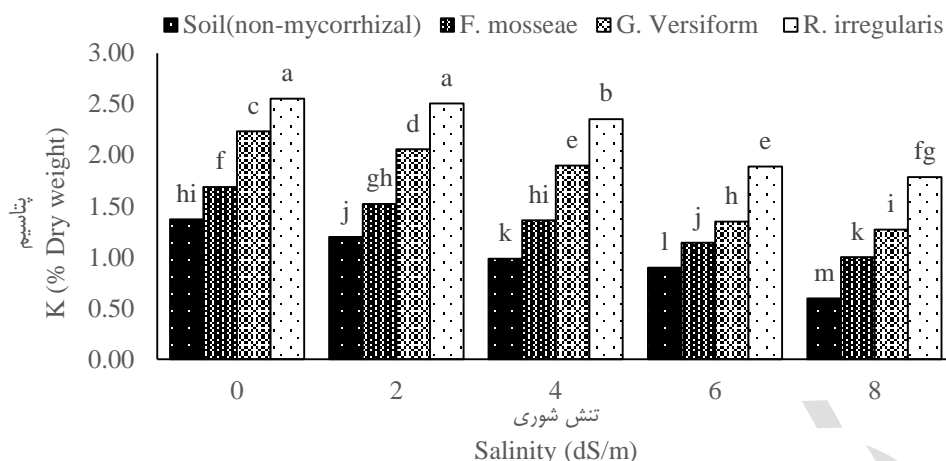 Soil(non-mycorrhizal) F. mosseae G. Versiform R. irregularis
3.00
2.50
2.00
1.50
1.00
0.50
0.00
پتاسیم
K (% Dry weight)
hi f c a
j gh d a
k hi e b
l j h e
m k i fg
0 2 4 6 8
تنش شوری
Salinity (dS/m)